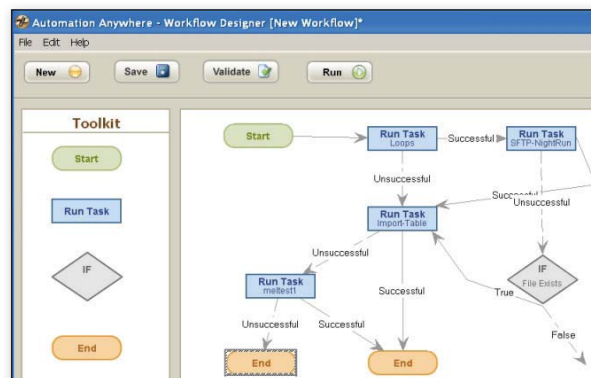 Automation Anywhere - Workflow Designer [New Workflow]*
File Edit Help
New Save Validate Run
Toolkit
Start
Run Task
IF
End
Start
Run Task
Loops
Successful
Run Task
SFTP-NightRun
Unsuccessful
Successful
Unsuccessful
Run Task
Import-Table
Unsuccessful
IF
File Exists
Run Task
meltest1
Successful
True
Unsuccessful
Successful
False
End
End